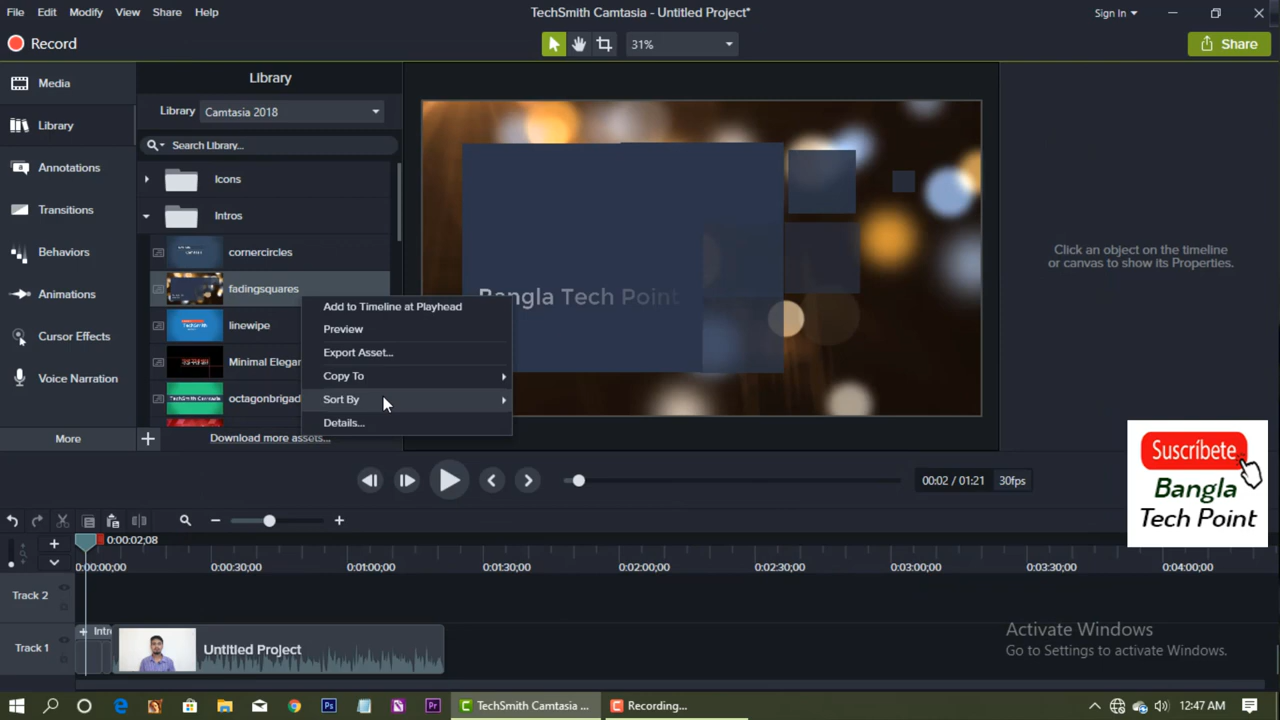 File Edit Modify View Share Help
TechSmith Camtasia - Untitled Project*
Sign In
Record
31%
Share
Media
Library
Annotations
Transitions
Behaviors
Animations
Cursor Effects
Voice Narration
More
Library
Library Camtasia 2018
Search Library...
Icons
Intros
cornercircles
fadingsquares
linewipe
Minimal Elegan
octagonbrigad
Download more assets...
Add to Timeline at Playhead
Preview
Export Asset...
Copy To
Sort By
Details...
Bangla Tech Point
Click an object on the timeline
or canvas to show its Properties.
Suscríbete
Bangla
Tech Point
00:02 / 01:21 30fps
0:00:02;08
0:00:00;00 0:00:30;00 0:01:00;00 0:01:30;00 0:02:00;00 0:02:30;00 0:03:00;00 0:03:30;00 0:04:00;00
Track 2
Track 1
Intr
Untitled Project
Activate Windows
Go to Settings to activate Windows.
TechSmith Camtasia ...
Recording...
12:47 AM